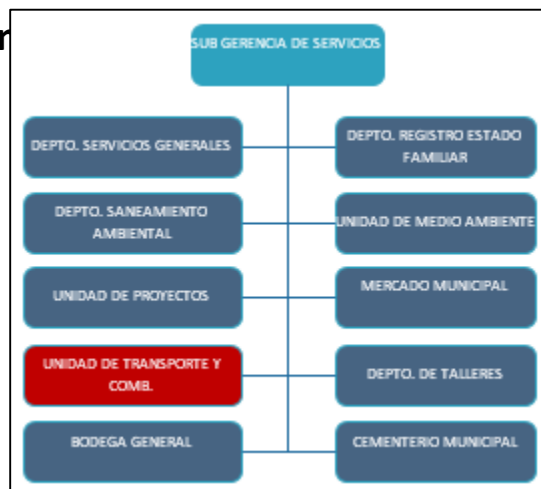 SUB GERENCIA DE SERVICIOS
DEPTO. SERVICIOS GENERALES
DEPTO. REGISTRO ESTADO
FAMILIAR
DEPTO. SANEAMIENTO
AMBIENTAL
UNIDAD DE MEDIO AMBIENTE
UNIDAD DE PROYECTOS
MERCADO MUNICIPAL
UNIDAD DE TRANSPORTE Y
COMB.
DEPTO. DE TALLERES
BODEGA GENERAL
CEMENTERIO MUNICIPAL